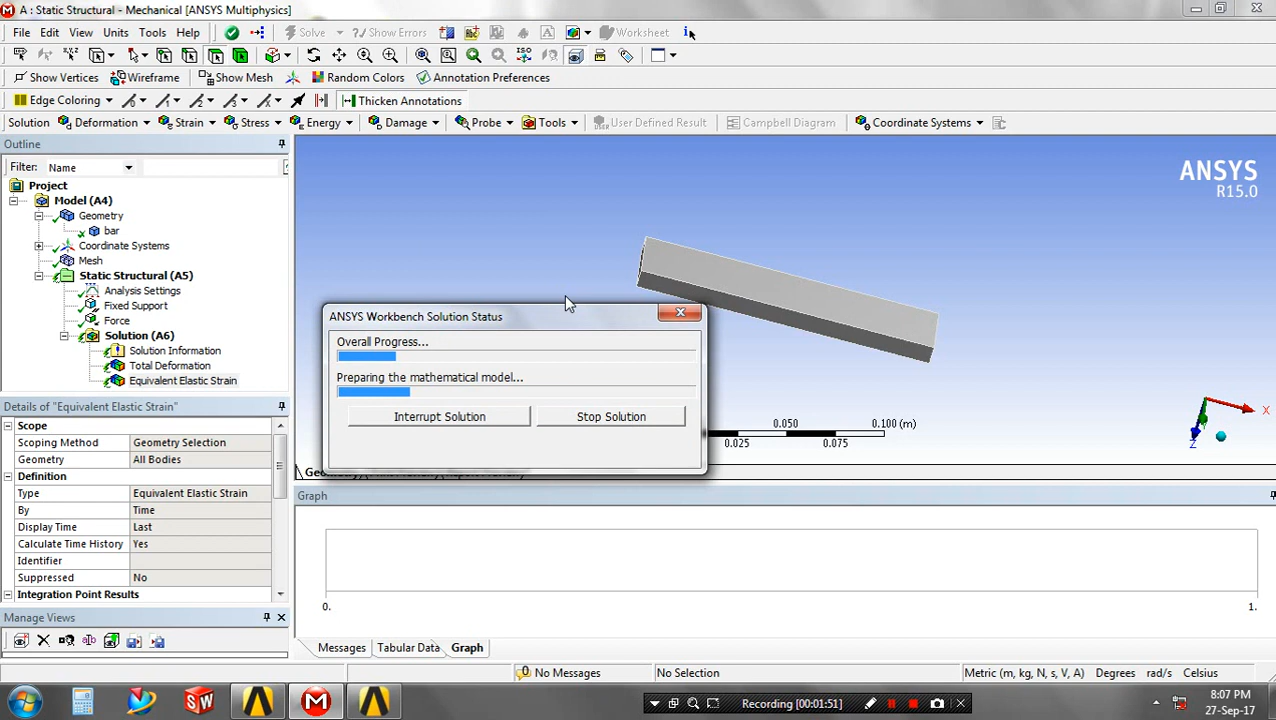 A : Static Structural - Mechanical [ANSYS Multiphysics]
File Edit View Units Tools Help Solve Show Errors Worksheet
Show Vertices Wireframe Show Mesh Random Colors Annotation Preferences
Edge Coloring Thicken Annotations
Solution Deformation Strain Stress Energy Damage Probe Tools User Defined Result Campbell Diagram Coordinate Systems
Outline
Filter: Name
Project
Model (A4)
Geometry
bar
Coordinate Systems
Mesh
Static Structural (A5)
Analysis Settings
Fixed Support
Force
Solution (A6)
Solution Information
Total Deformation
Equivalent Elastic Strain
Details of "Equivalent Elastic Strain"
Scope
Scoping Method Geometry Selection
Geometry All Bodies
Definition
Type Equivalent Elastic Strain
By Time
Display Time Last
Calculate Time History Yes
Identifier
Suppressed No
Integration Point Results
Manage Views
ANSYS
R15.0
ANSYS Workbench Solution Status
Overall Progress...
Preparing the mathematical model...
Interrupt Solution Stop Solution
0.050 0.100 (m)
0.025 0.075
X
Z
Graph
0. 1.
Messages Tabular Data Graph
0 No Messages No Selection Metric (m, kg, N, s, V, A) Degrees rad/s Celsius
SW M
Recording [00:01:51]
8:07 PM
27-Sep-17